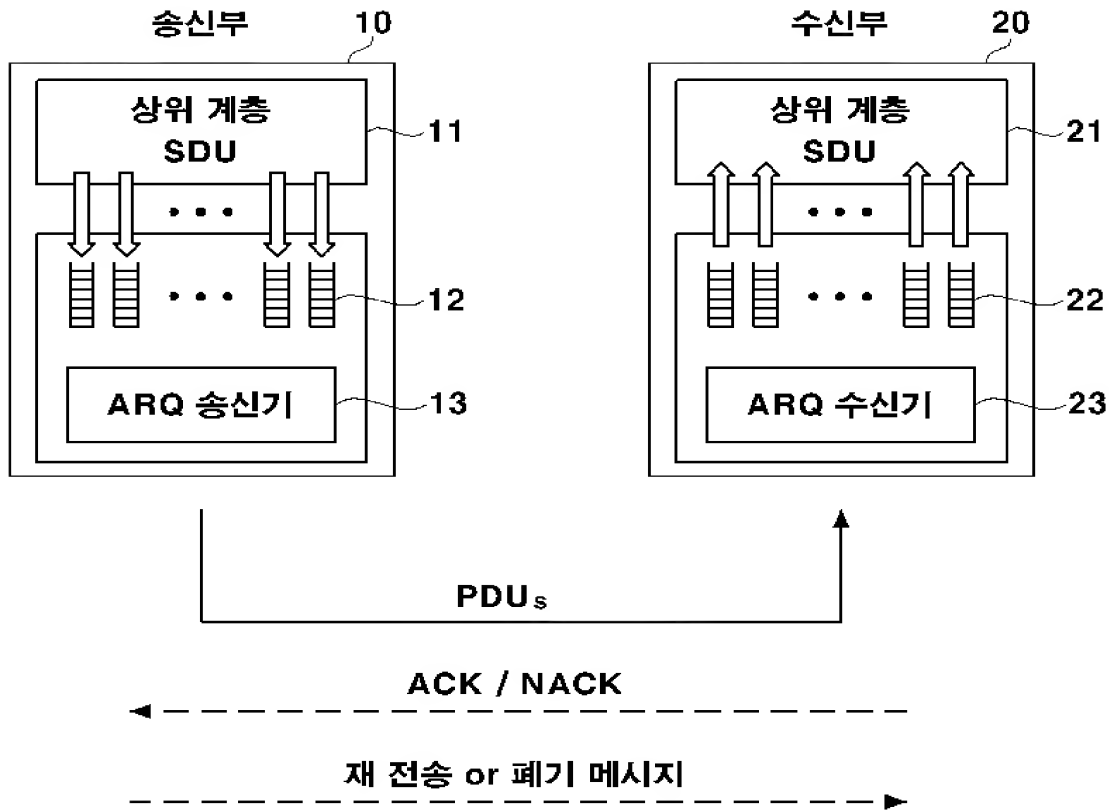 송신부
10
상위 계층
SDU
11
12
ARQ 송신기
13
수신부
20
상위 계층
SDU
21
22
ARQ 수신기
23
PDUs
ACK / NACK
재 전송 or 폐기 메시지